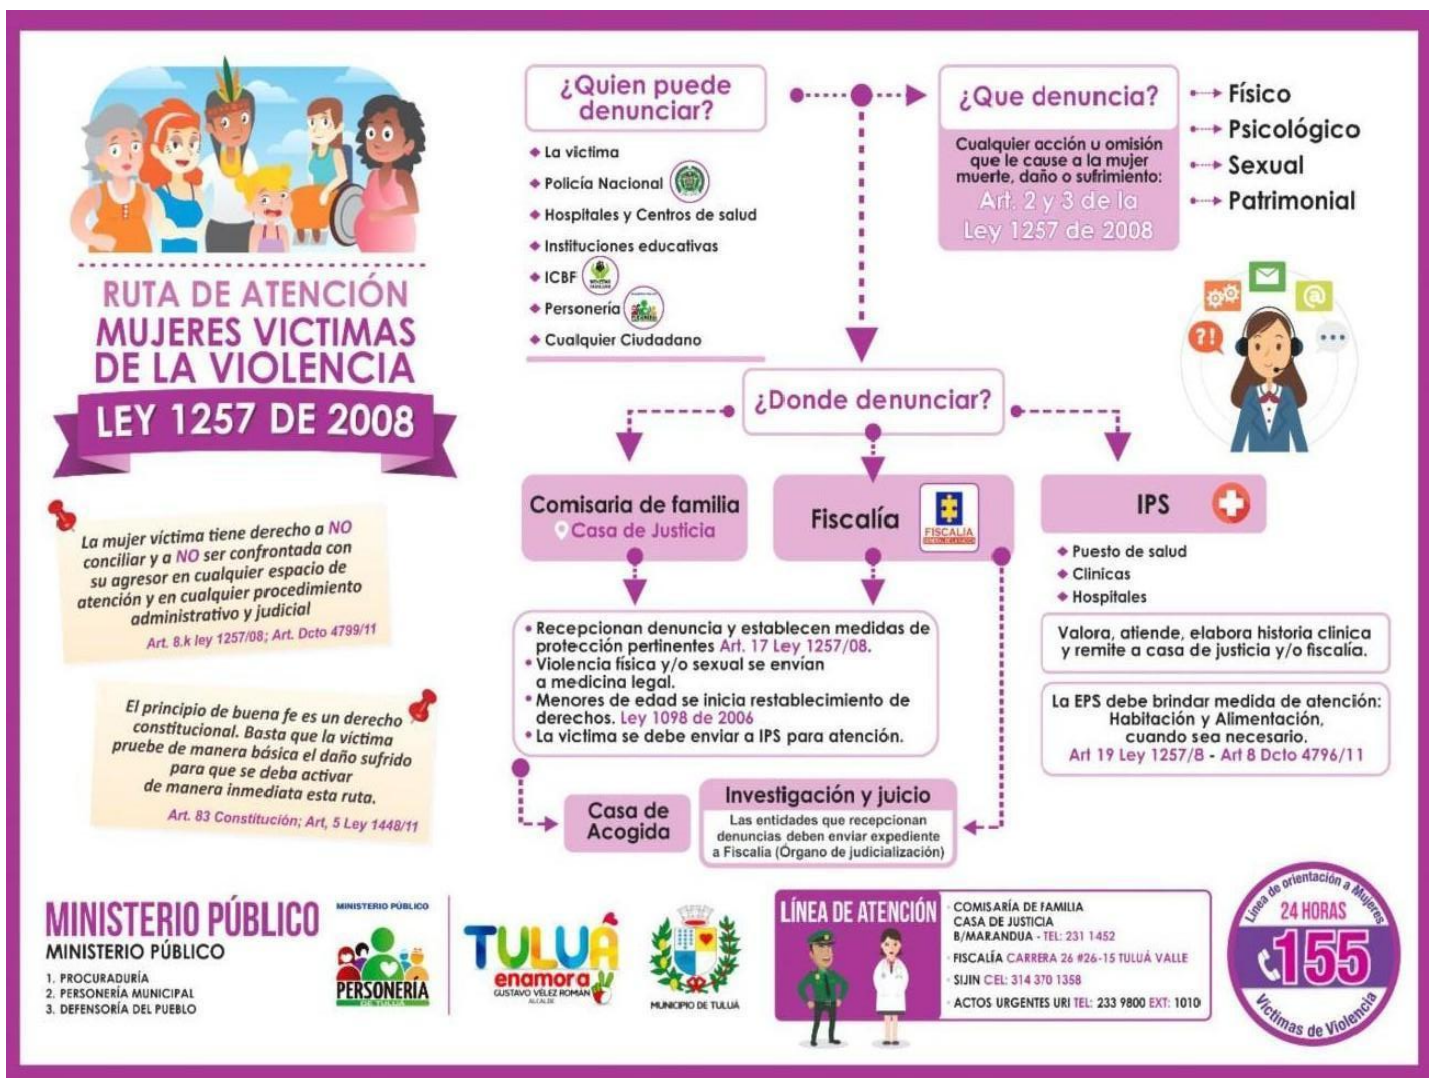 RUTA DE ATENCIÓN
MUJERES VICTIMAS
DE LA VIOLENCIA
LEY 1257 DE 2008
La mujer víctima tiene derecho a NO
conciliar y a NO ser confrontada con
su agresor en cualquier espacio de
atención y en cualquier procedimiento
administrativo y judicial
Art. 8.k ley 1257/08; Art. Dcto 4799/11
El principio de buena fe es un derecho
constitucional. Basta que la víctima
pruebe de manera básica el daño sufrido
para que se deba activar
de manera inmediata esta ruta.
Art. 83 Constitución; Art, 5 Ley 1448/11
¿Quien puede
denunciar?
La victima
Policía Nacional
Hospitales y Centros de salud
Instituciones educativas
ICBF
Personería
Cualquier Ciudadano
¿Que denuncia?
Cualquier acción u omisión
que le cause a la mujer
muerte, daño o sufrimiento:
Art. 2 y 3 de la
Ley 1257 de 2008
Físico
Psicológico
Sexual
Patrimonial
?!
@
¿Donde denunciar?
Comisaria de familia
Casa de Justicia
Fiscalía
FISCALIA
IPS
Puesto de salud
Clinicas
Hospitales
Recepcionan denuncia y establecen medidas de
protección pertinentes Art. 17 Ley 1257/08.
Violencia física y/o sexual se envían
a medicina legal.
Menores de edad se inicia restablecimiento de
derechos. Ley 1098 de 2006
La victima se debe enviar a IPS para atención.
Valora, atiende, elabora historia clinica
y remite a casa de justicia y/o fiscalía.
La EPS debe brindar medida de atención:
Habitación y Alimentación,
cuando sea necesario.
Art 19 Ley 1257/8 - Art 8 Dcto 4796/11
Casa de
Acogida
Investigación y juicio
Las entidades que recepcionan
denuncias deben enviar expediente
a Fiscalía (Órgano de judicialización)
MINISTERIO PÚBLICO
MINISTERIO PÚBLICO
1. PROCURADURÍA
2. PERSONERÍA MUNICIPAL
3. DEFENSORÍA DEL PUEBLO
MINISTERIO PÚBLICO
PERSONERÍA
DE TULUA
TULUÁ
enamora
GUSTAVO VÉLEZ ROMÁN
ALCALDE
MUNICIPIO DE TULUÁ
LÍNEA DE ATENCIÓN
COMISARÍA DE FAMILIA
CASA DE JUSTICIA
B/MARANDUA - TEL: 231 1452
FISCALÍA CARRERA 26 #26-15 TULUÁ VALLE
SIJIN CEL: 314 370 1358
ACTOS URGENTES URI TEL: 233 9800 EXT: 1010
Línea de orientación a Mujeres
24 HORAS
155
Víctimas de Violencia